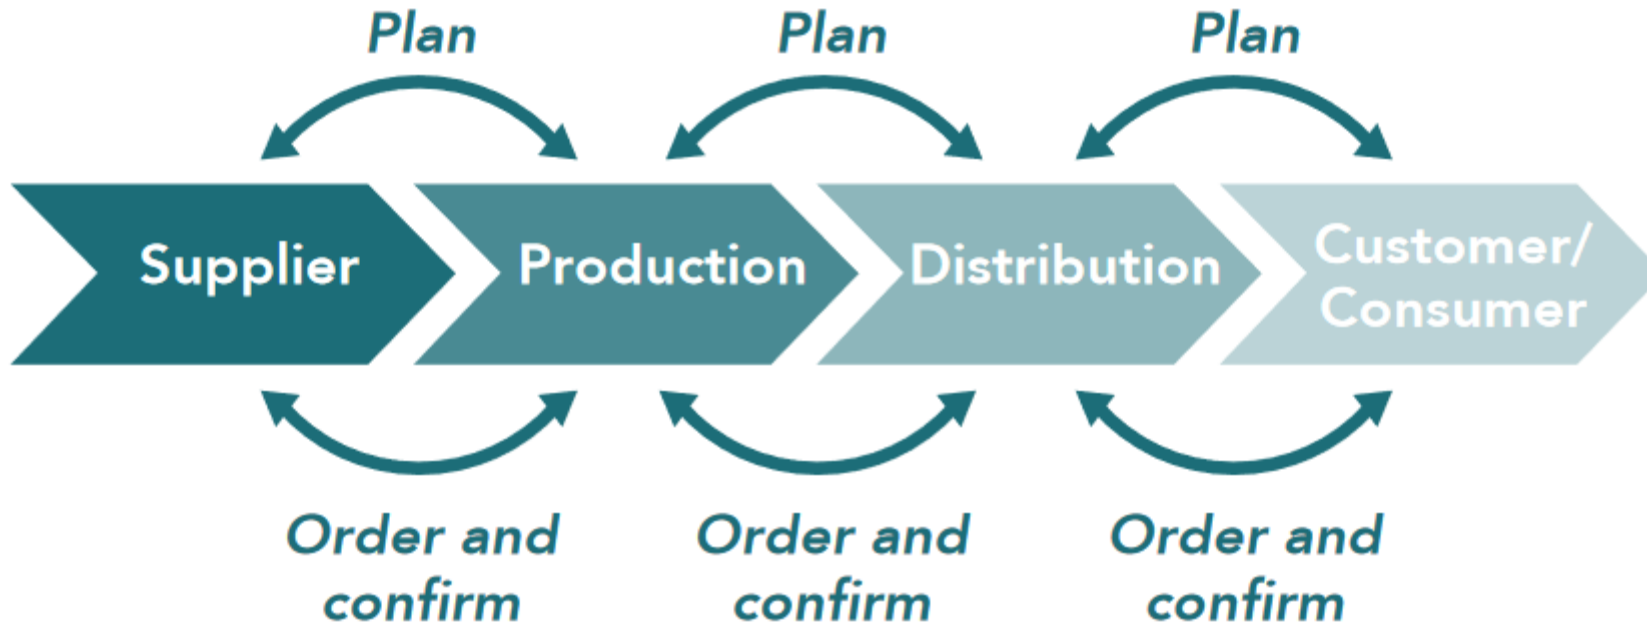 Plan
Plan
Plan
Supplier
Production
Distribution
Customer/
Consumer
Order and
confirm
Order and
confirm
Order and
confirm